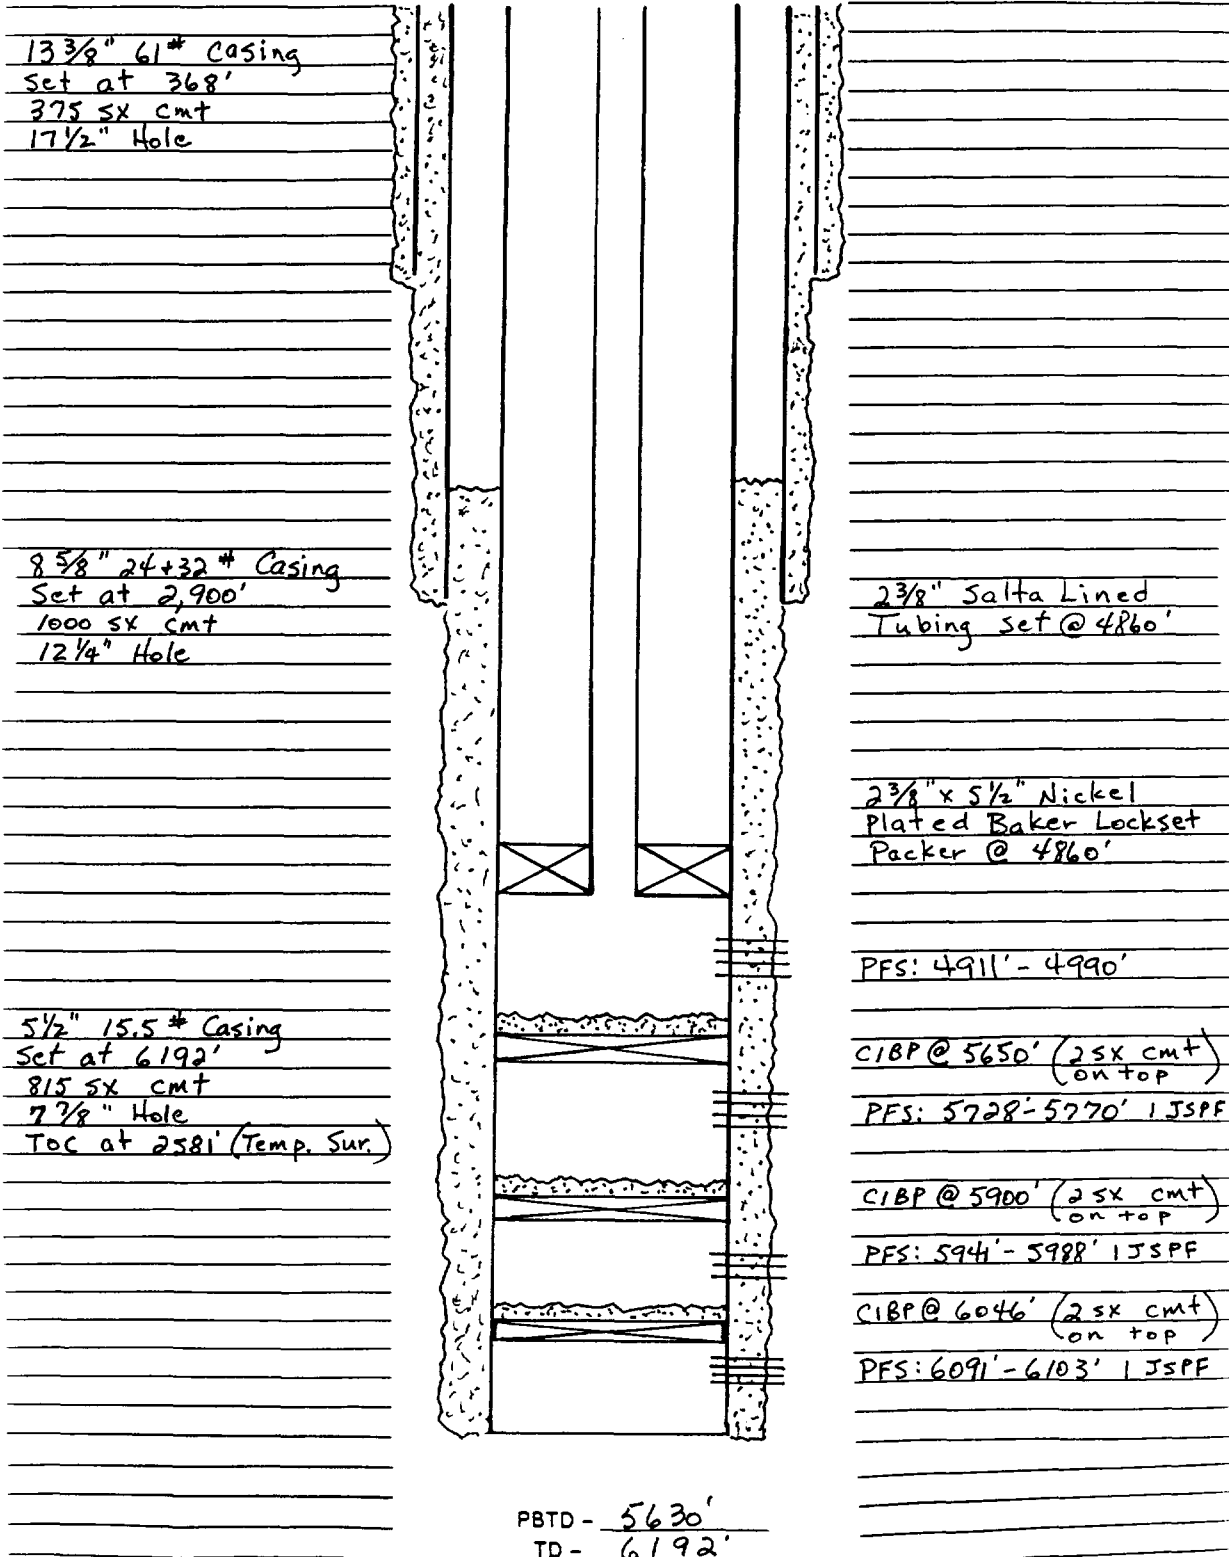 13 3/8" 61# Casing
Set at 368'
375 sx cmt
17 1/2" Hole
8 5/8" 24+32# Casing
Set at 2,900'
1000 sx cmt
12 1/4" Hole
5 1/2" 15.5# Casing
Set at 6192'
815 sx cmt
7 7/8" Hole
TOC at 2581' (Temp. Sur.)
2 3/8" Salta Lined
Tubing set @ 4860'
2 3/8" x 5 1/2" Nickel
Plated Baker Lockset
Packer @ 4860'
PFS: 4911' - 4990'
CIBP @ 5650' (2 sx cmt
on top)
PFS: 5728'-5770' 1 JSPF
CIBP @ 5900' (2 sx cmt
on top)
PFS: 5941'-5988' 1 JSPF
CIBP @ 6046' (2 sx cmt
on top)
PFS: 6091'-6103' 1 JSPF
PBTD - 5630'
TD - 6192'